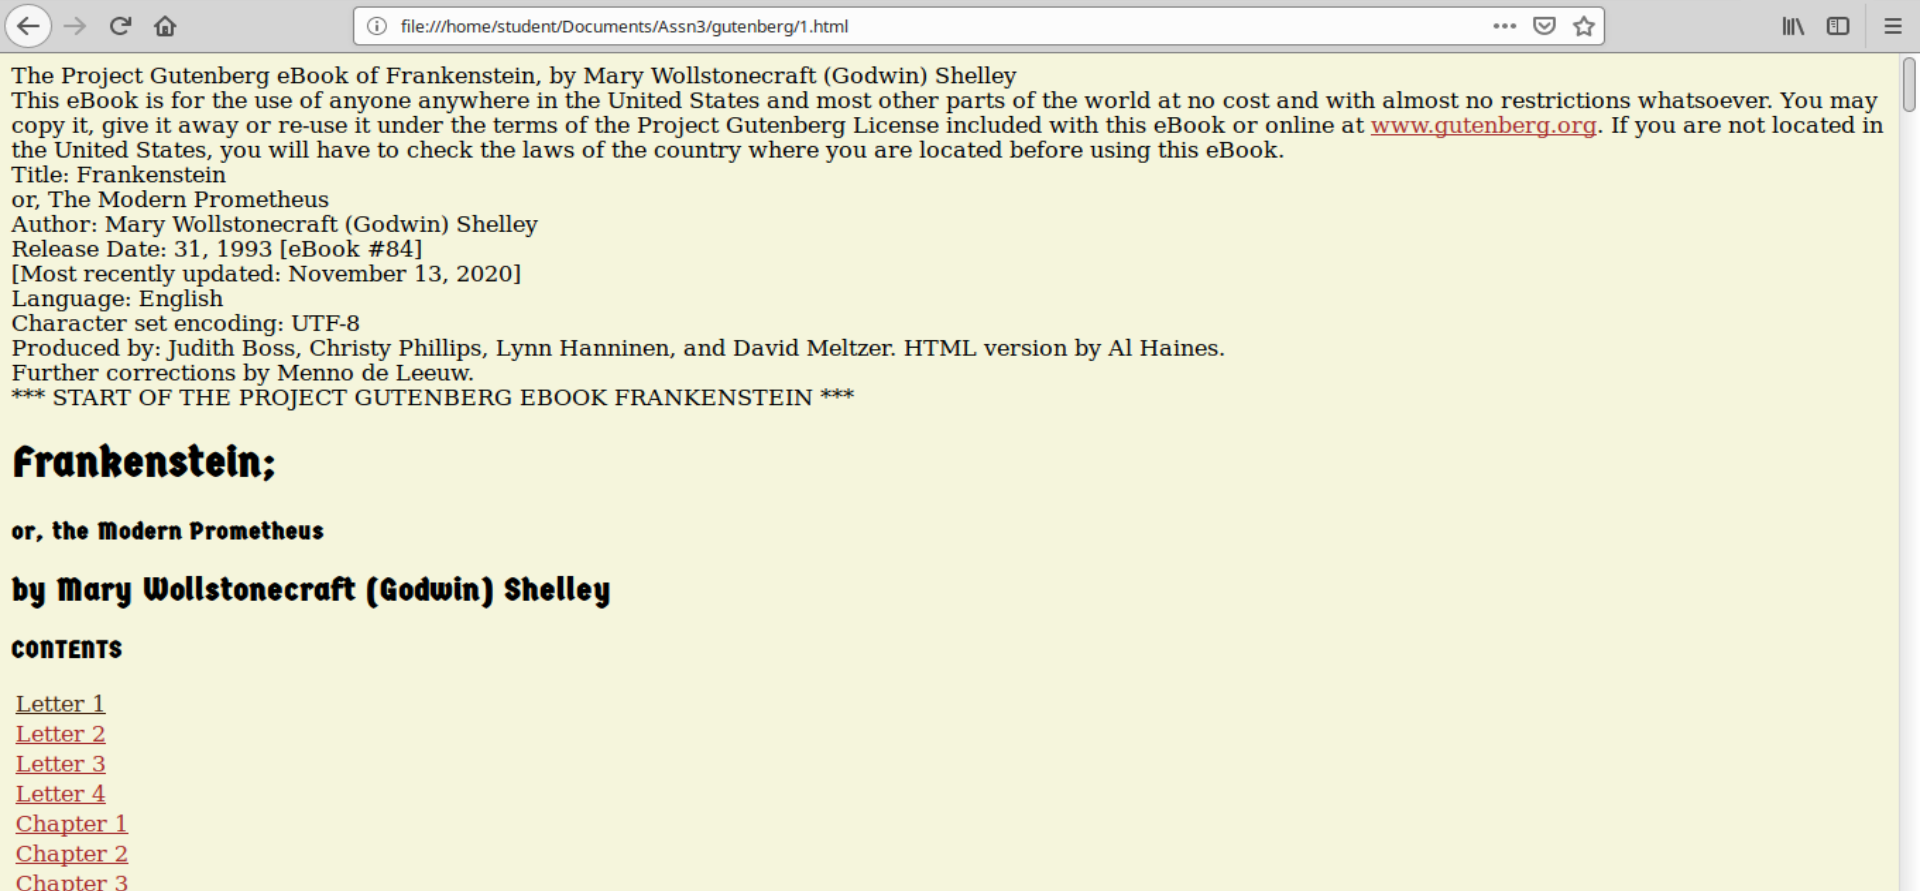 file:///home/student/Documents/Assn3/gutenberg/1.html
The Project Gutenberg eBook of Frankenstein, by Mary Wollstonecraft (Godwin) Shelley
This eBook is for the use of anyone anywhere in the United States and most other parts of the world at no cost and with almost no restrictions whatsoever. You may
copy it, give it away or re-use it under the terms of the Project Gutenberg License included with this eBook or online at www.gutenberg.org. If you are not located in
the United States, you will have to check the laws of the country where you are located before using this eBook.
Title: Frankenstein
or, The Modern Prometheus
Author: Mary Wollstonecraft (Godwin) Shelley
Release Date: 31, 1993 [eBook #84]
[Most recently updated: November 13, 2020]
Language: English
Character set encoding: UTF-8
Produced by: Judith Boss, Christy Phillips, Lynn Hanninen, and David Meltzer. HTML version by Al Haines.
Further corrections by Menno de Leeuw.
*** START OF THE PROJECT GUTENBERG EBOOK FRANKENSTEIN ***
Frankenstein;
or, the Modern Prometheus
by Mary Wollstonecraft (Godwin) Shelley
CONTENTS
Letter 1
Letter 2
Letter 3
Letter 4
Chapter 1
Chapter 2
Chapter 3